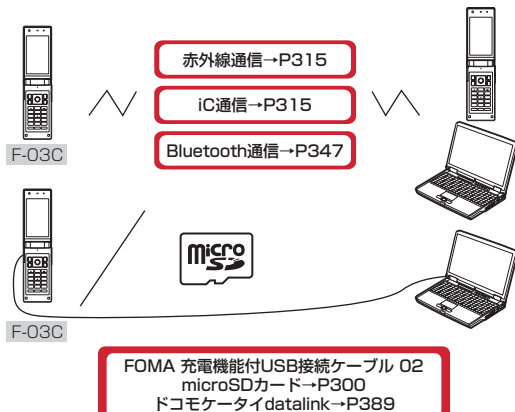 赤外線通信→P315
iC通信→P315
Bluetooth通信→P347
F-03C
micro
SD
F-03C
FOMA 充電機能付USB接続ケーブル 02
microSDカード→P300
ドコモケータイdatalink→P389